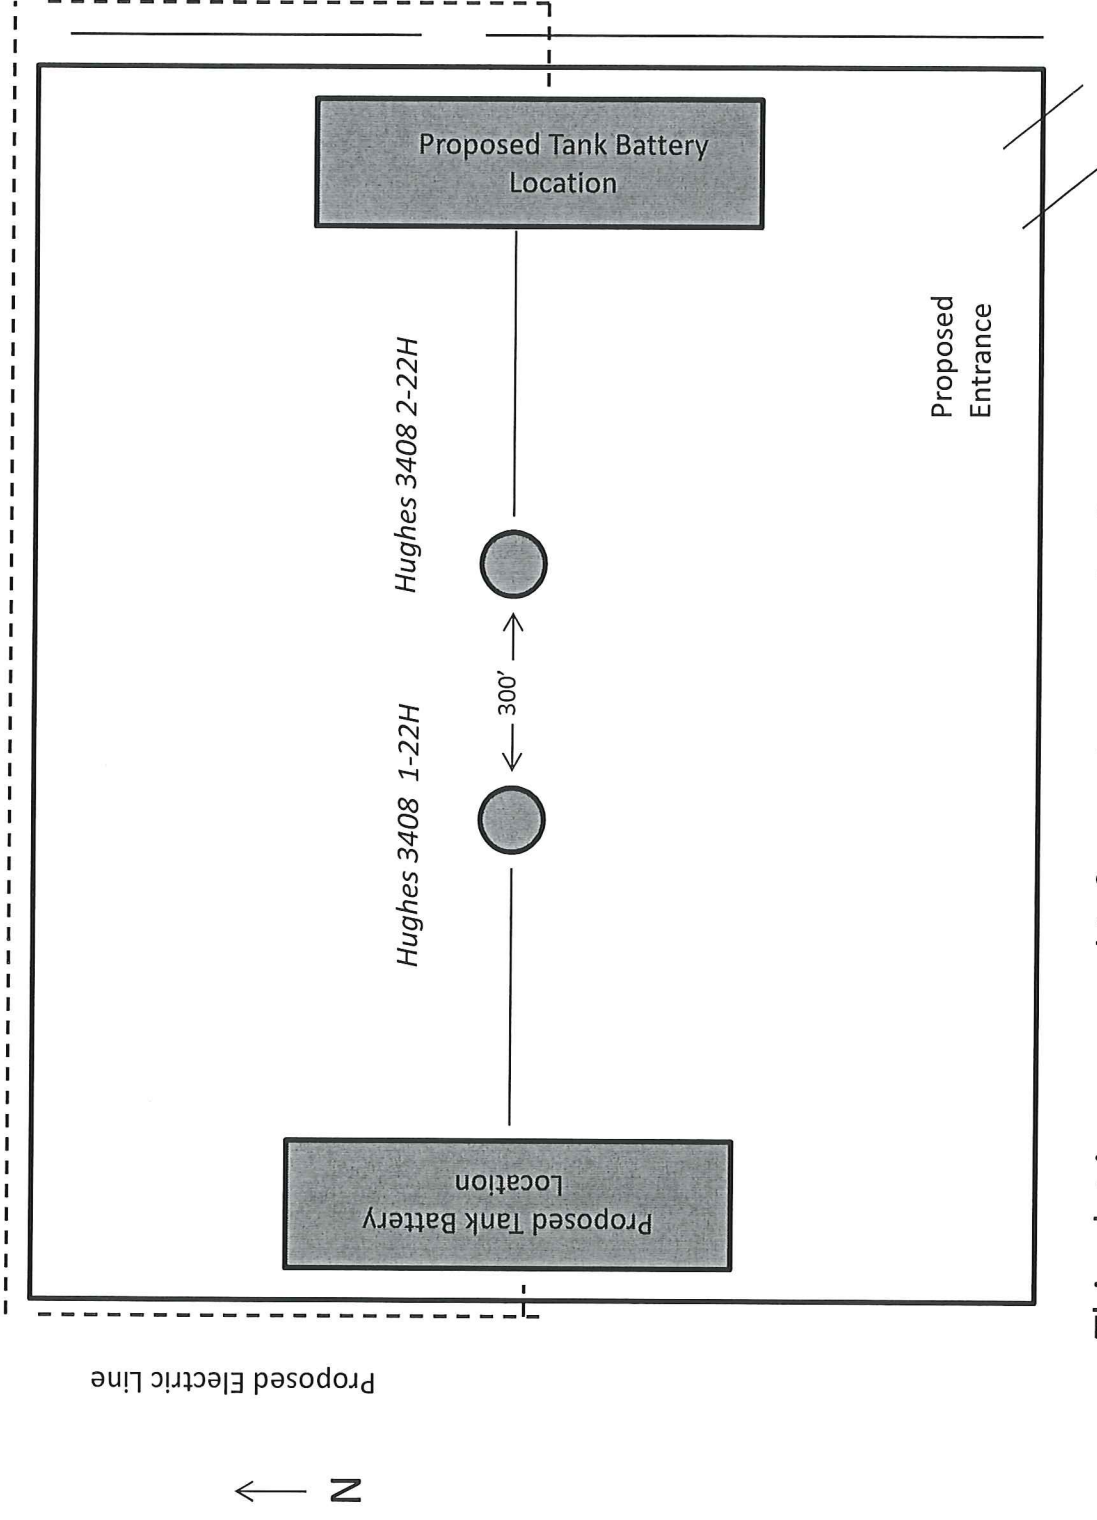 Proposed Tank Battery
Location
Hughes 3408 1-22H
Hughes 3408 2-22H
300'
Proposed
Entrance
Proposed Tank Battery
Location
Proposed Electric Line
N